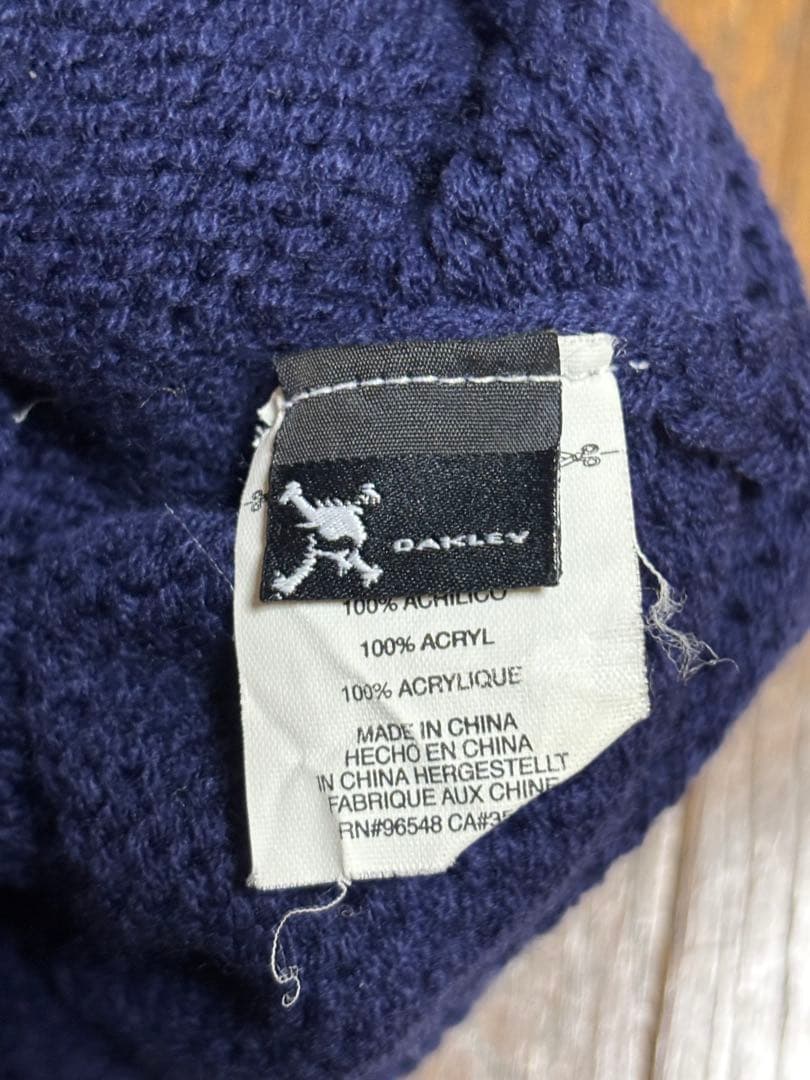 OAKLEY
100% ACRILICO
100% ACRYL
100% ACRYLIQUE
MADE IN CHINA
HECHO EN CHINA
IN CHINA HERGESTELLT
FABRIQUE AUX CHINE
RN#96548 CA#35